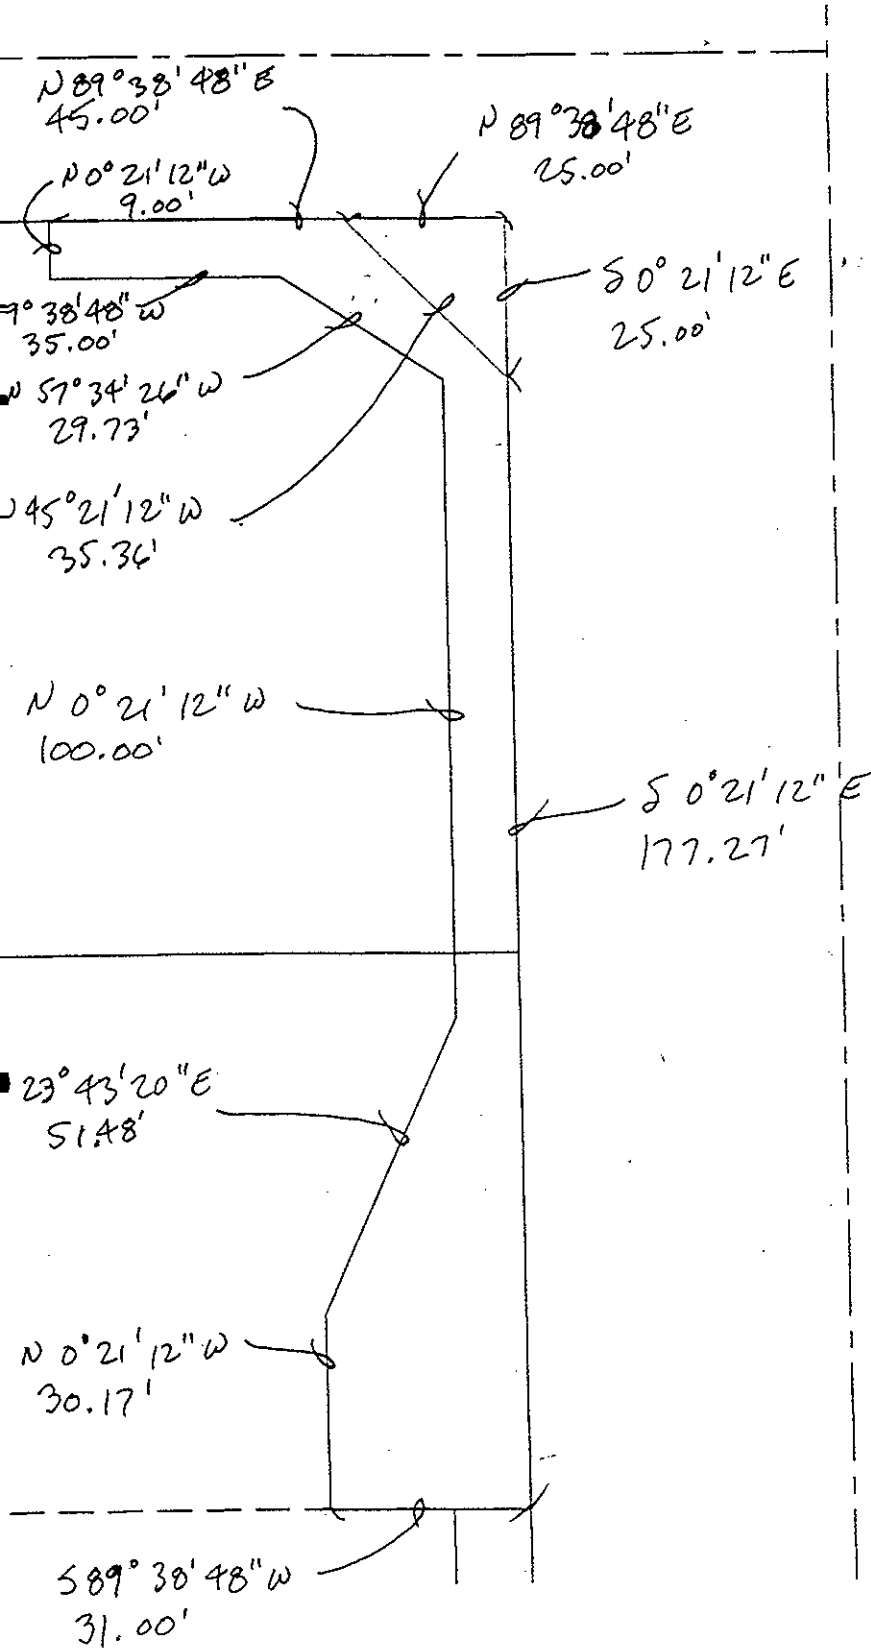 N 89° 38' 48" E
45.00'
N 89° 38' 48" E
25.00'
N 0° 21' 12" W
9.00'
S 0° 21' 12" E
25.00'
9° 38' 48" W
35.00'
N 57° 34' 26" W
29.73'
45° 21' 12" W
35.36'
N 0° 21' 12" W
100.00'
S 0° 21' 12" E
177.27'
23° 43' 20" E
51.48'
N 0° 21' 12" W
30.17'
S 89° 38' 48" W
31.00'